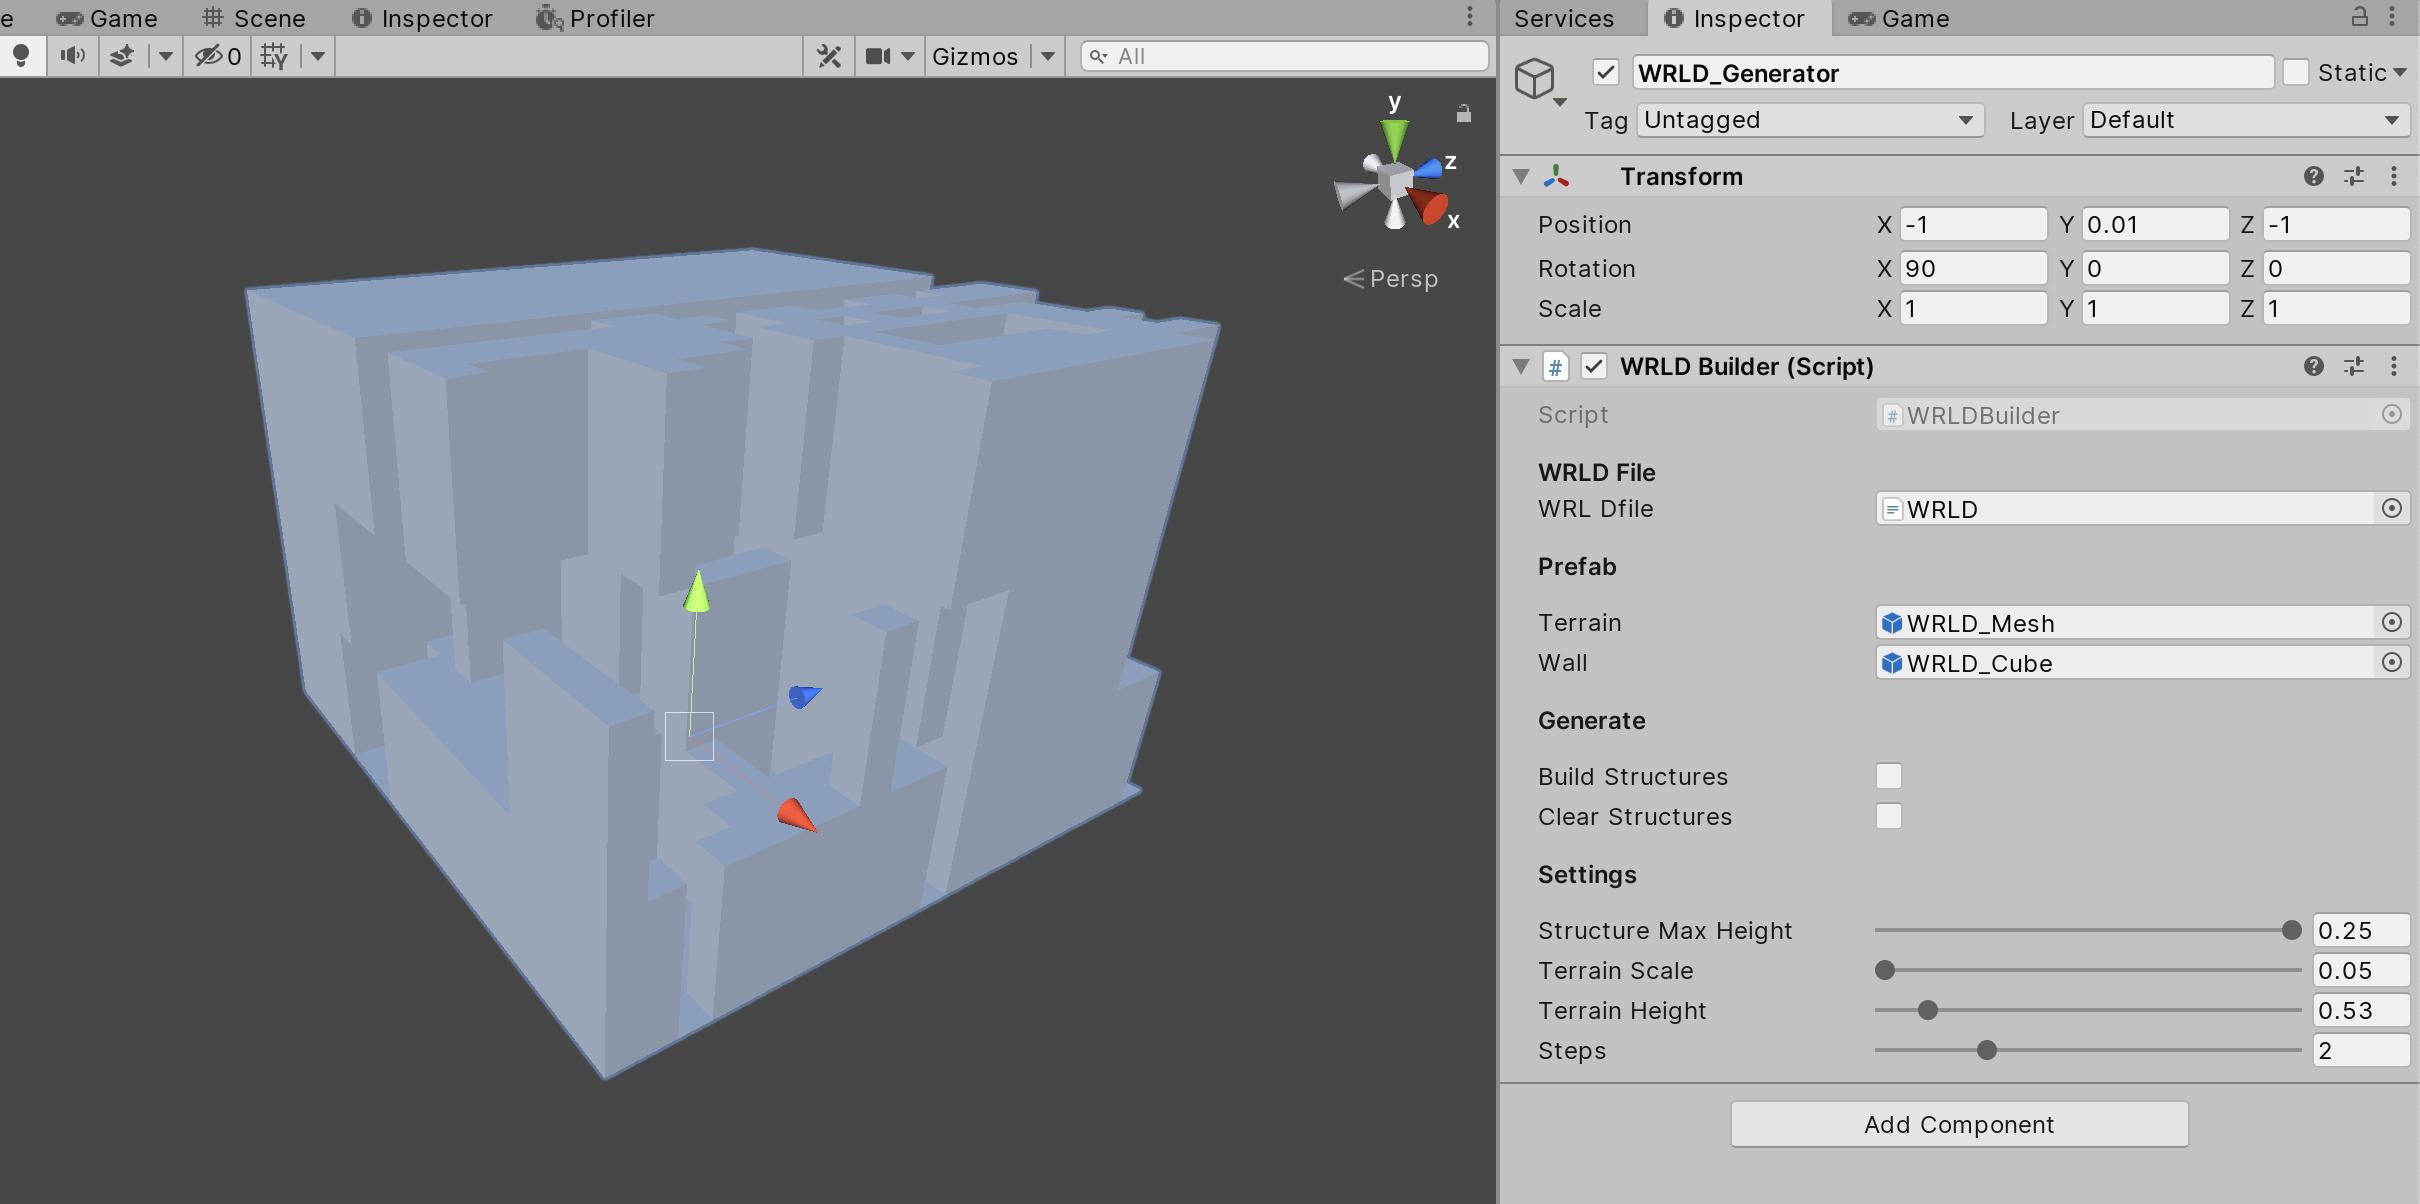 e Game Scene Inspector Profiler
0 Gizmos All
y
z
x
Persp
Services Inspector Game
WRLD_Generator Static
Tag Untagged Layer Default
Transform
Position X -1 Y 0.01 Z -1
Rotation X 90 Y 0 Z 0
Scale X 1 Y 1 Z 1
# WRLD Builder (Script)
Script # WRLDBuilder
WRLD File
WRL Dfile WRLD
Prefab
Terrain WRLD_Mesh
Wall WRLD_Cube
Generate
Build Structures
Clear Structures
Settings
Structure Max Height 0.25
Terrain Scale 0.05
Terrain Height 0.53
Steps 2
Add Component